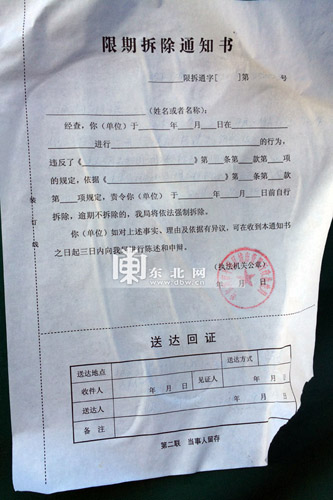 限期拆除通知书
限拆通字[ ]第 号
(姓名或者名称):
经查,你(单位)于 年 月 日在
进行 的行为,
违反了《 》第 条第 款第 项
的规定,依据《 》第 条第 款
第 项规定,责令你(单位) 于 年 月 日前自行
拆除,逾期不拆除的,我局将依法强制拆除。
你(单位)如对上述事实、理由及依据有异议,可在收到本通知书
之日起三日内向我 进行陈述和申辩。
装订线
東 东北网
www.dbw.cn
(执法机关公章)
年 月 日
送达回证
送达地点 送达方式
收件人 年 月 日 见证人 年 月 日
送达人 年 月 日
备注
第二联 当事人留存